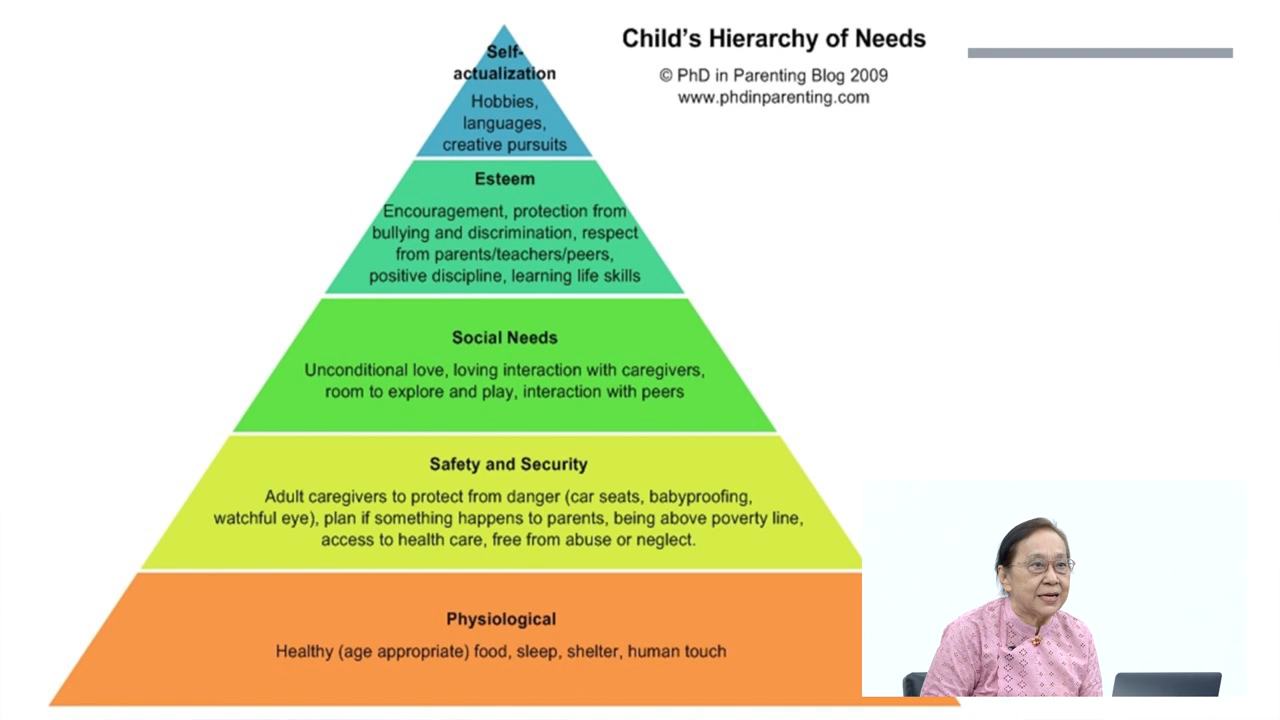 Child's Hierarchy of Needs
© PhD in Parenting Blog 2009
www.phdinparenting.com
Self-
actualization
Hobbies,
languages,
creative pursuits
Esteem
Encouragement, protection from
bullying and discrimination, respect
from parents/teachers/peers,
positive discipline, learning life skills
Social Needs
Unconditional love, loving interaction with caregivers,
room to explore and play, interaction with peers
Safety and Security
Adult caregivers to protect from danger (car seats, babyproofing,
watchful eye), plan if something happens to parents, being above poverty line,
access to health care, free from abuse or neglect.
Physiological
Healthy (age appropriate) food, sleep, shelter, human touch